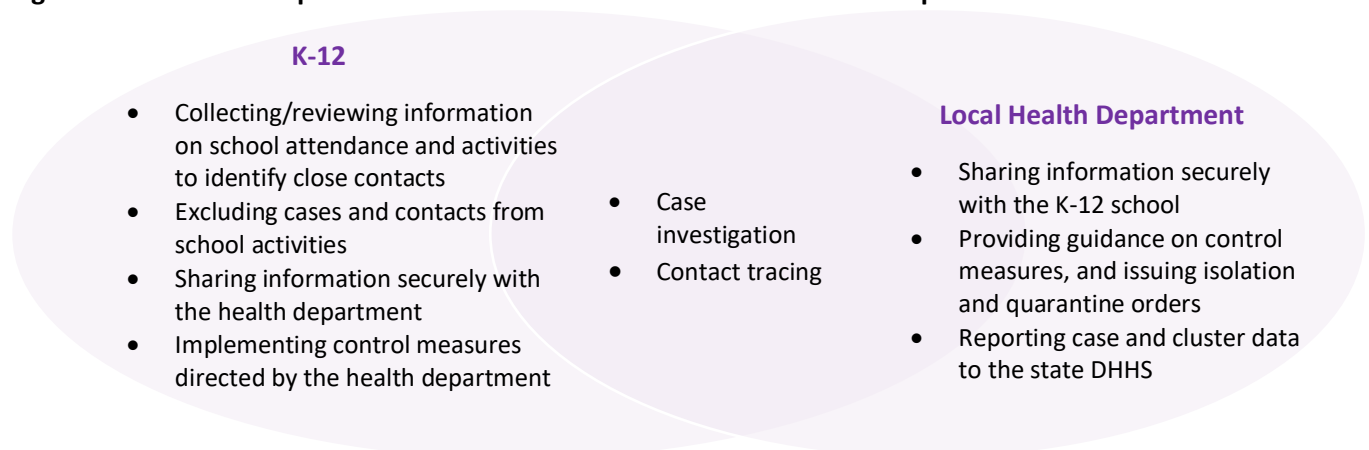 K-12
• Collecting/reviewing information
on school attendance and activities
to identify close contacts
• Excluding cases and contacts from
school activities
• Sharing information securely with
the health department
• Implementing control measures
directed by the health department
• Case
investigation
• Contact tracing
Local Health Department
• Sharing information securely
with the K-12 school
• Providing guidance on control
measures, and issuing isolation
and quarantine orders
• Reporting case and cluster data
to the state DHHS